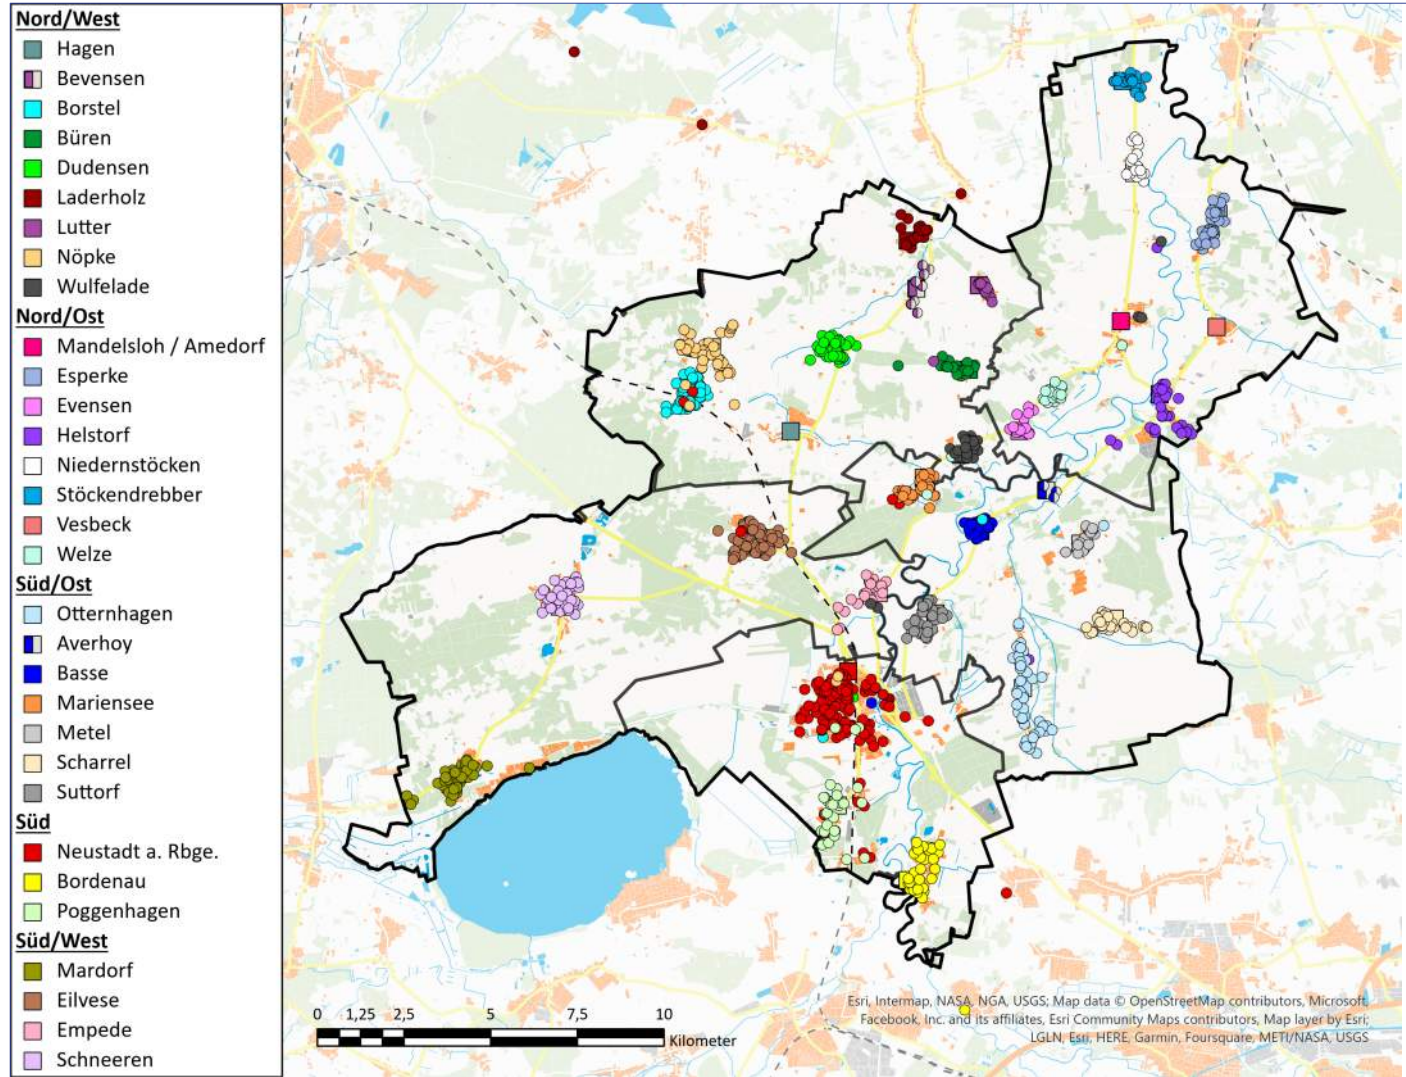 Nord/West
Hagen
Bevensen
Borstel
Büren
Dudensen
Laderholz
Lutter
Nöpke
Wulfelade
Nord/Ost
Mandelsloh / Amedorf
Esperke
Evensen
Helstorf
Niedernstöcken
Stöckendrebber
Vesbeck
Welze
Süd/Ost
Otternhagen
Averhoy
Basse
Mariensee
Metel
Scharrel
Suttorf
Süd
Neustadt a. Rbge.
Bordenau
Poggenhagen
Süd/West
Mardorf
Eilvese
Empede
Schneeren
0 1,25 2,5 5 7,5 10
Kilometer
Esri, Intermap, NASA, NGA, USGS; Map data © OpenStreetMap contributors, Microsoft,
Facebook, Inc. and its affiliates, Esri Community Maps contributors, Map layer by Esri;
LGLN, Esri, HERE, Garmin, Foursquare, METI/NASA, USGS